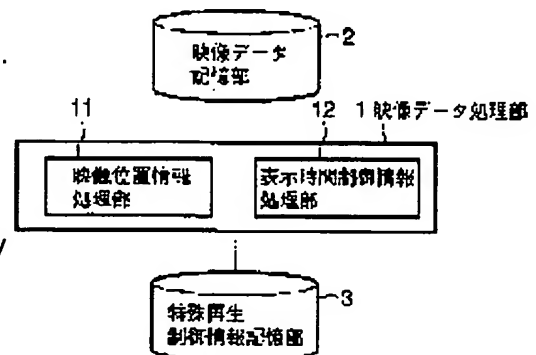 2
映像データ
記憶部
11
12
1 映像データ処理部
映像位置情報
処理部
表示時間制御情報
処理部
3
特殊再生
制御情報記憶部